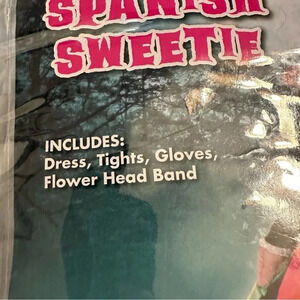 SPANISH
SWEETIE
INCLUDES:
Dress, Tights, Gloves,
Flower Head Band